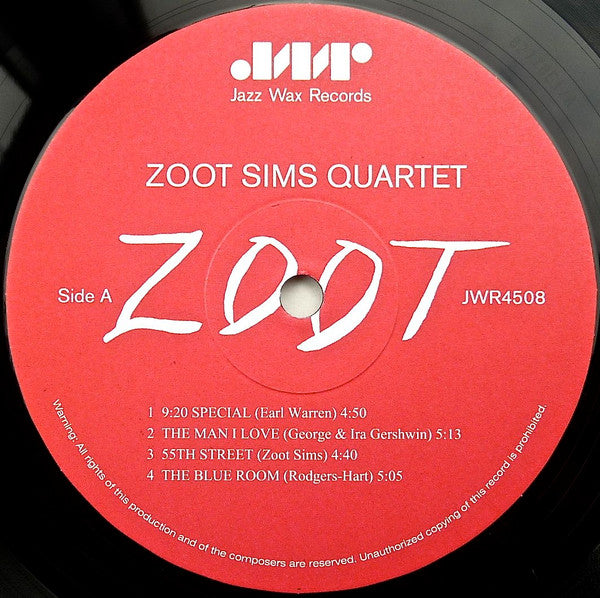 JWR
Jazz Wax Records
ZOOT SIMS QUARTET
ZOOT
Side A
JWR4508
1 9:20 SPECIAL (Earl Warren) 4:50
2 THE MAN I LOVE (George & Ira Gershwin) 5:13
3 55TH STREET (Zoot Sims) 4:40
4 THE BLUE ROOM (Rodgers-Hart) 5:05
Warning: All rights of this production and of the composers are reserved. Unauthorized copying of this record is prohibited.